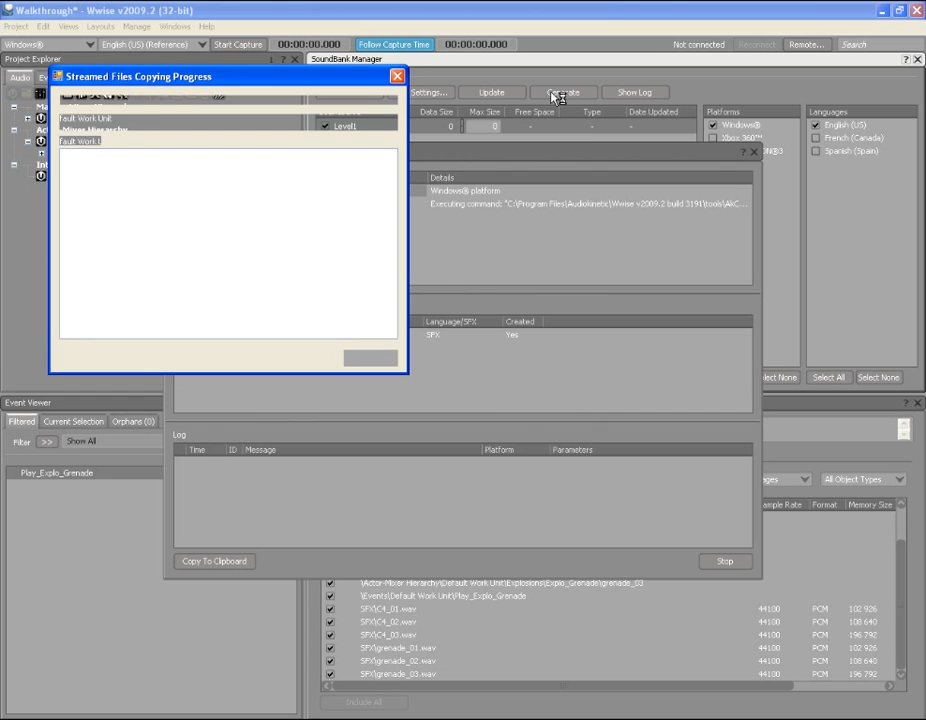 Walkthrough* - Wwise v2009.2 (32-bit)
Project Edit Views Layouts Manage Windows Help
Windows® English (US) (Reference) Start Capture 00:00:00.000 Follow Capture Time 00:00:00.000 Not connected Reconnect Remote... Search
Project Explorer SoundBank Manager
Audio
Streamed Files Copying Progress
ettings... Update Generate Show Log
Data Size Max Size Free Space Type Date Updated Platforms Languages
fault Work Unit
Level1 0 0 - - - Windows® English (US)
-Mixer Hierarchy
Xbox 360™ French (Canada)
fault Work U
ON®3 Spanish (Spain)
Details
Windows® platform
Executing command: "C:\Program Files\Audiokinetic\Wwise v2009.2 build 3191\tools\AkC...
Language/SFX Created
SFX Yes
lect None Select All Select None
Event Viewer
Filtered Current Selection Orphans (0)
Filter >> Show All
Log
Time ID Message Platform Parameters
Play_Explo_Grenade
ages All Object Types
ample Rate Format Memory Size
Copy To Clipboard Stop
\Actor-Mixer Hierarchy\Default Work Unit\Explosions\Explo_Grenade\grenade_03
\Events\Default Work Unit\Play_Explo_Grenade
SFX\C4_01.wav 44100 PCM 102 926
SFX\C4_02.wav 44100 PCM 108 640
SFX\C4_03.wav 44100 PCM 196 792
SFX\grenade_01.wav 44100 PCM 102 926
SFX\grenade_02.wav 44100 PCM 108 640
SFX\grenade_03.wav 44100 PCM 196 792
Include All